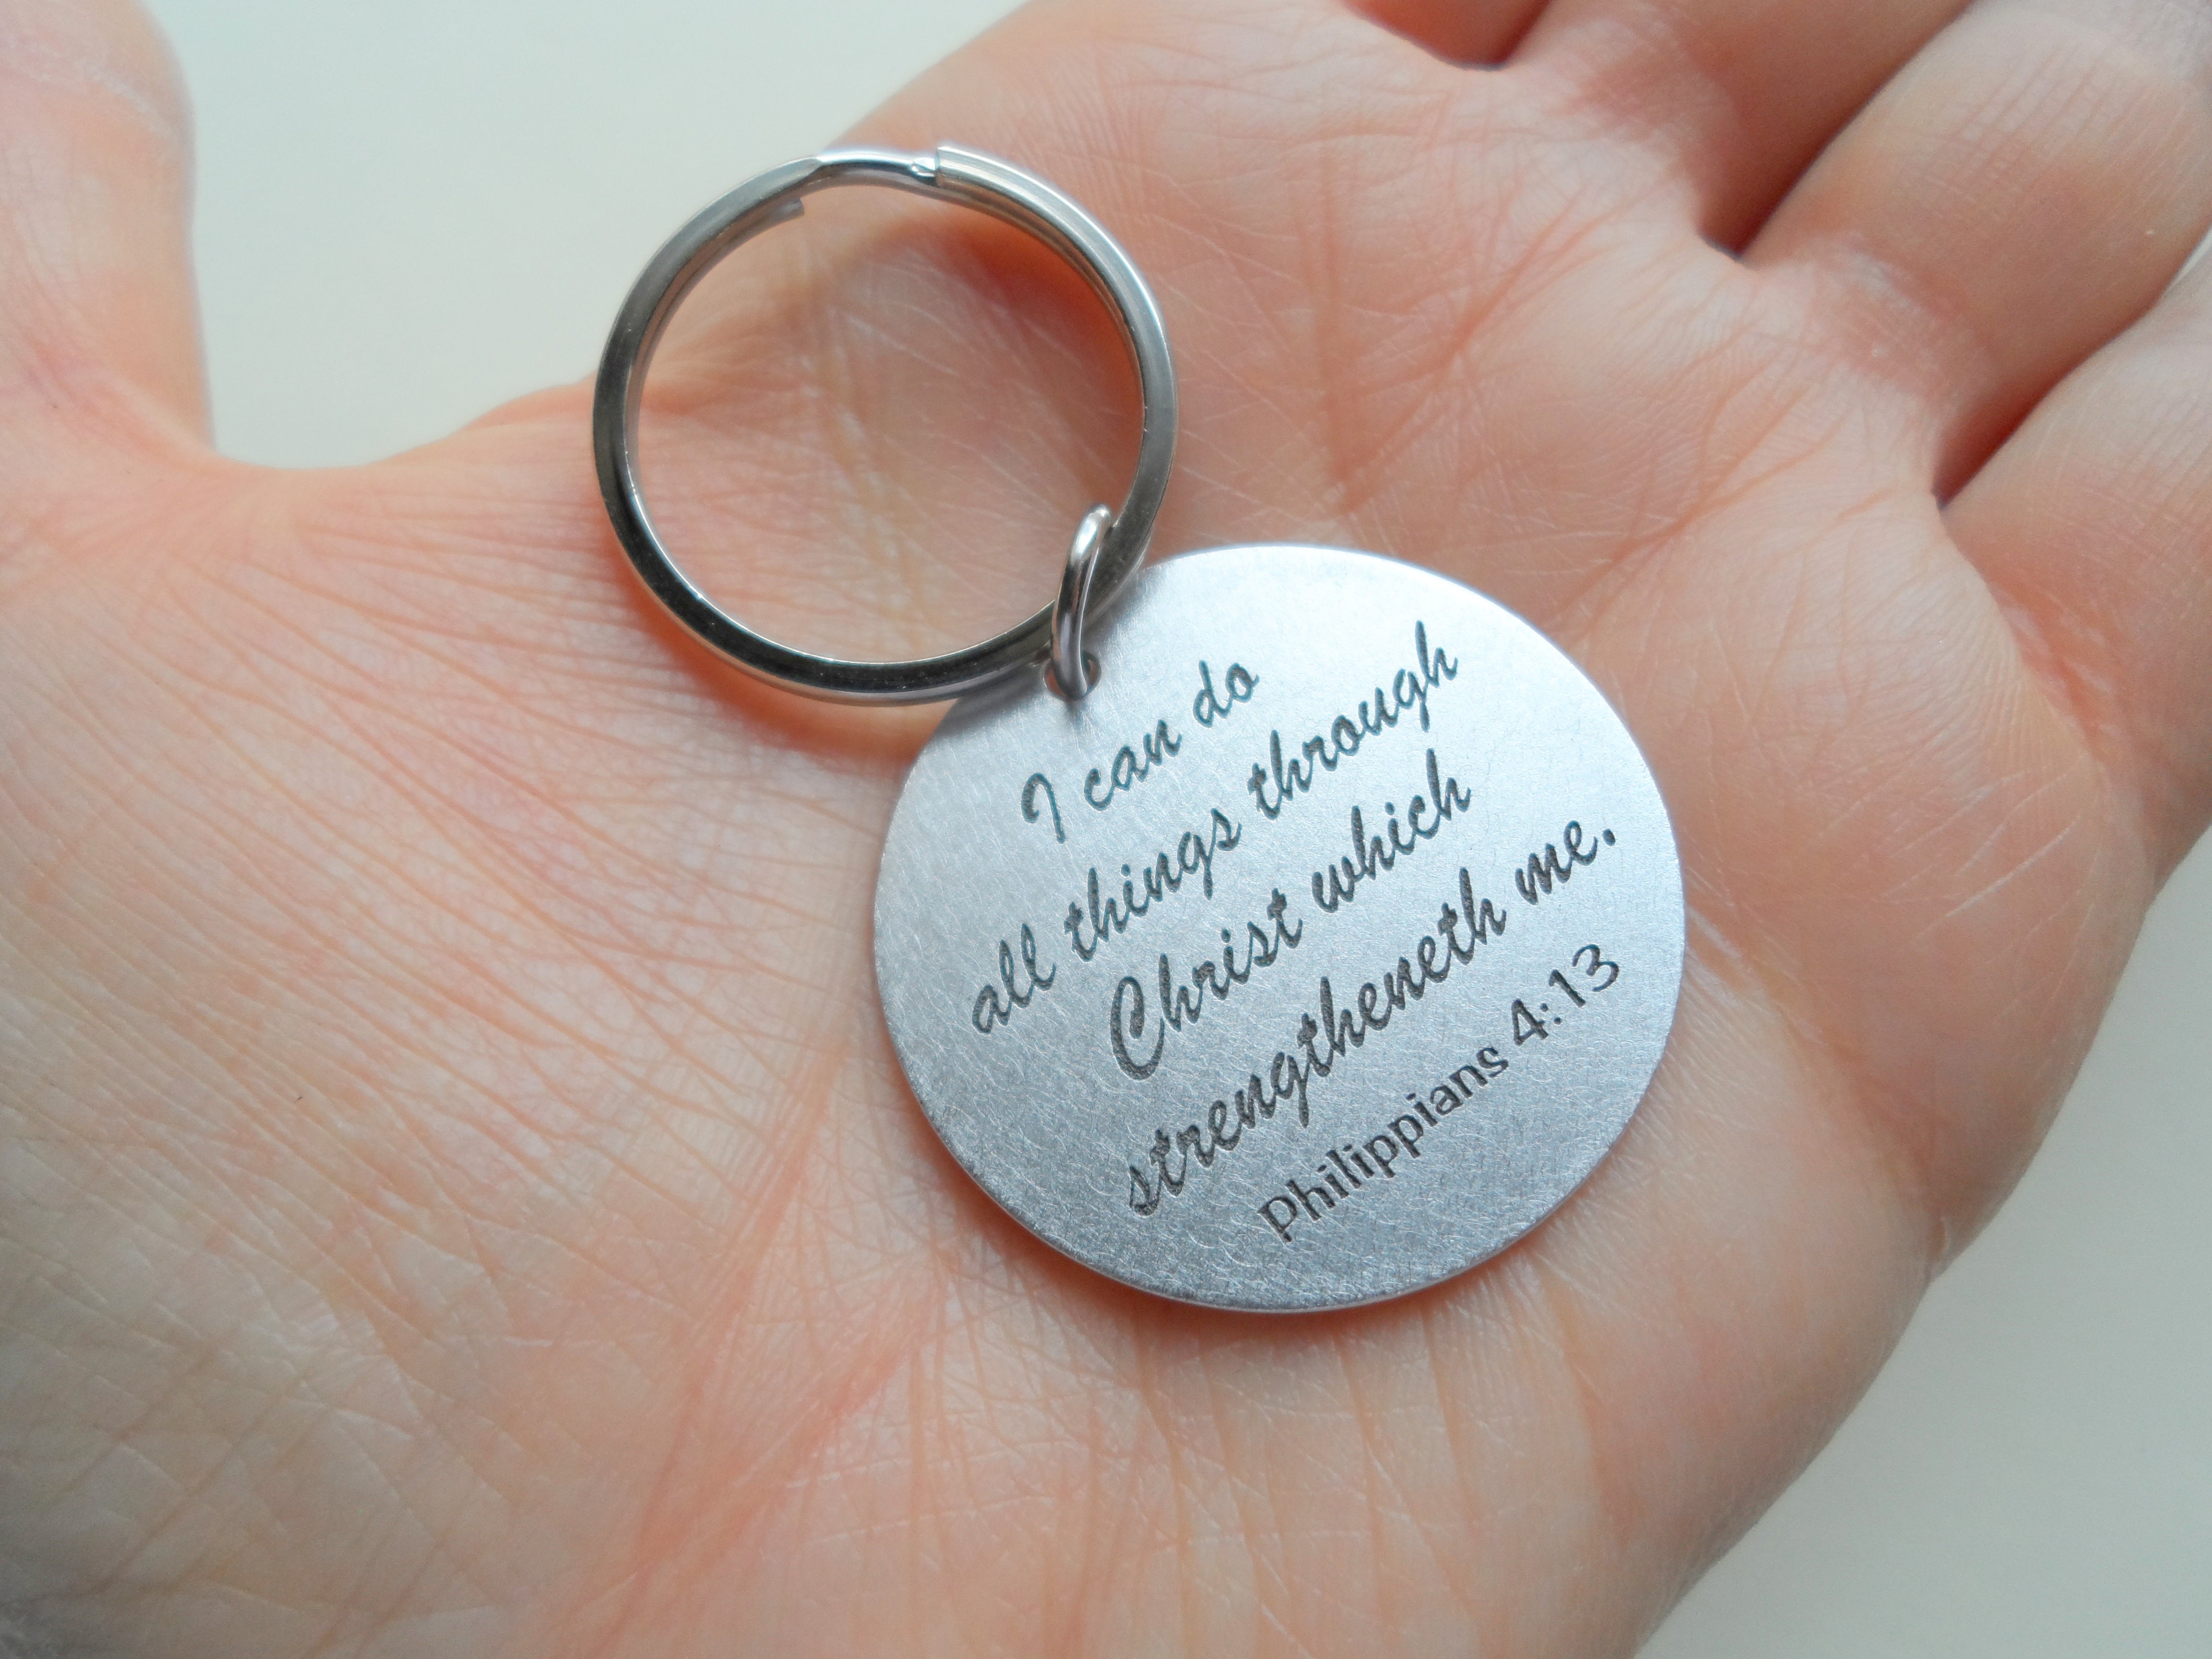 I can do
all things through
Christ which
strengtheneth me.
Philippians 4:13